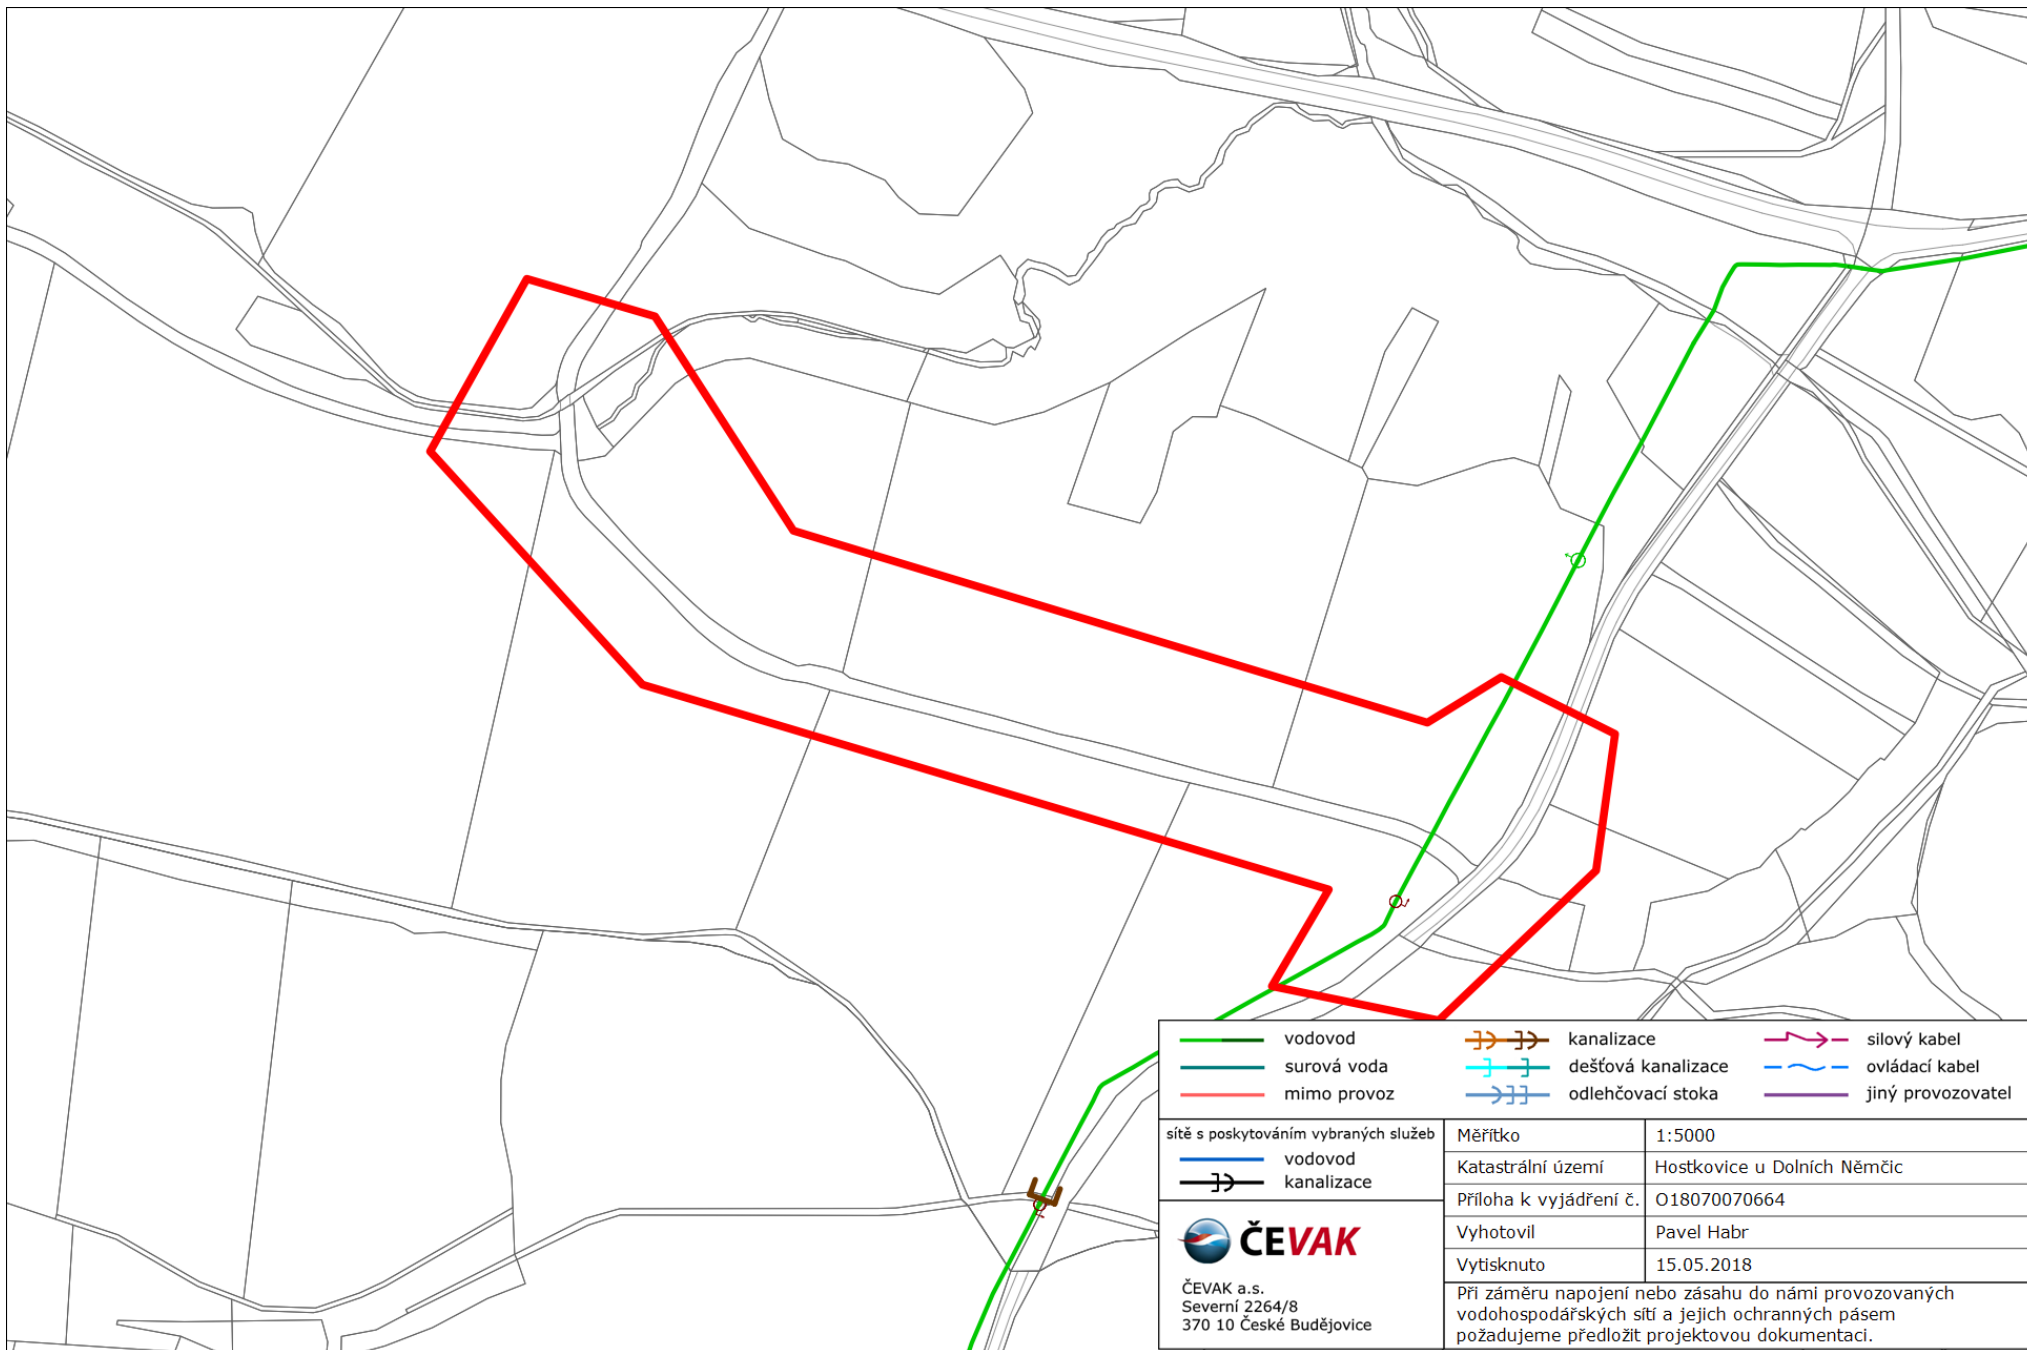 vodovod
surová voda
mimo provoz
kanalizace
dešťová kanalizace
odlehčovací stoka
silový kabel
ovládací kabel
jiný provozovatel
sítě s poskytováním vybraných služeb
vodovod
kanalizace
ČEVAK
ČEVAK a.s.
Severní 2264/8
370 10 České Budějovice
Měřítko 1:5000
Katastrální území Hostkovice u Dolních Němčic
Příloha k vyjádření č. O18070070664
Vyhotovil Pavel Habr
Vytisknuto 15.05.2018
Při záměru napojení nebo zásahu do námi provozovaných
vodohospodářských sítí a jejich ochranných pásem
požadujeme předložit projektovou dokumentaci.